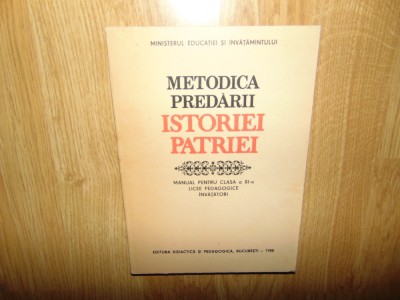 MINISTERUL EDUCAȚIEI ȘI ÎNVĂȚĂMÎNTULUI
METODICA
PREDĂRII
ISTORIEI
PATRIEI
MANUAL PENTRU CLASA a XI-a
LICEE PEDAGOGICE
ÎNVĂȚĂTORI
EDITURA DIDACTICĂ ȘI PEDAGOGICĂ, BUCUREȘTI –